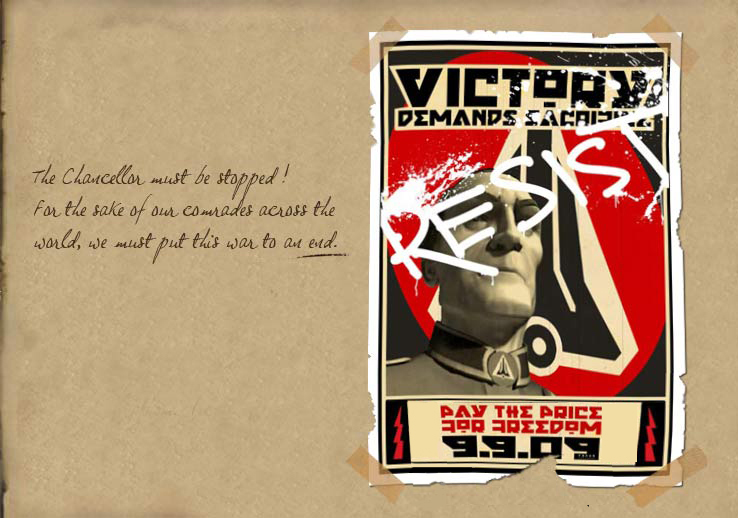 The Chancellor must be stopped!
For the sake of our comrades across the
world, we must put this war to an end.
VICTORY
DEMANDS SACRIFICE
RESIST
PAY THE PRICE
FOR FREEDOM
9.9.09